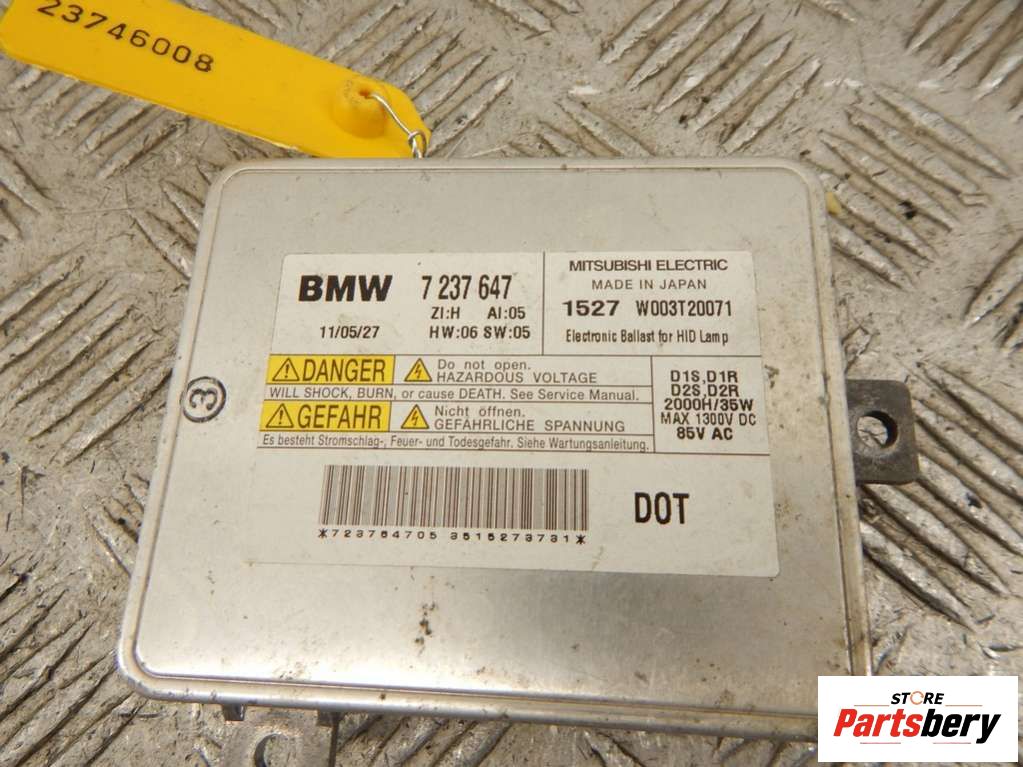 23746008
BMW 7 237 647
ZI:H AI:05
11/05/27 HW:06 SW:05
MITSUBISHI ELECTRIC
MADE IN JAPAN
1527 W003T20071
Electronic Ballast for HID Lamp
DANGER Do not open.
HAZARDOUS VOLTAGE
WILL SHOCK, BURN, or cause DEATH. See Service Manual.
GEFAHR Nicht öffnen.
GEFÄHRLICHE SPANNUNG
Es besteht Stromschlag-, Feuer- und Todesgefahr. Siehe Wartungsanleitung.
D1S,D1R
D2S,D2R
2000H/35W
MAX 1300V DC
85V AC
3
*723764705 3515273731*
DOT
STORE
Partsbery